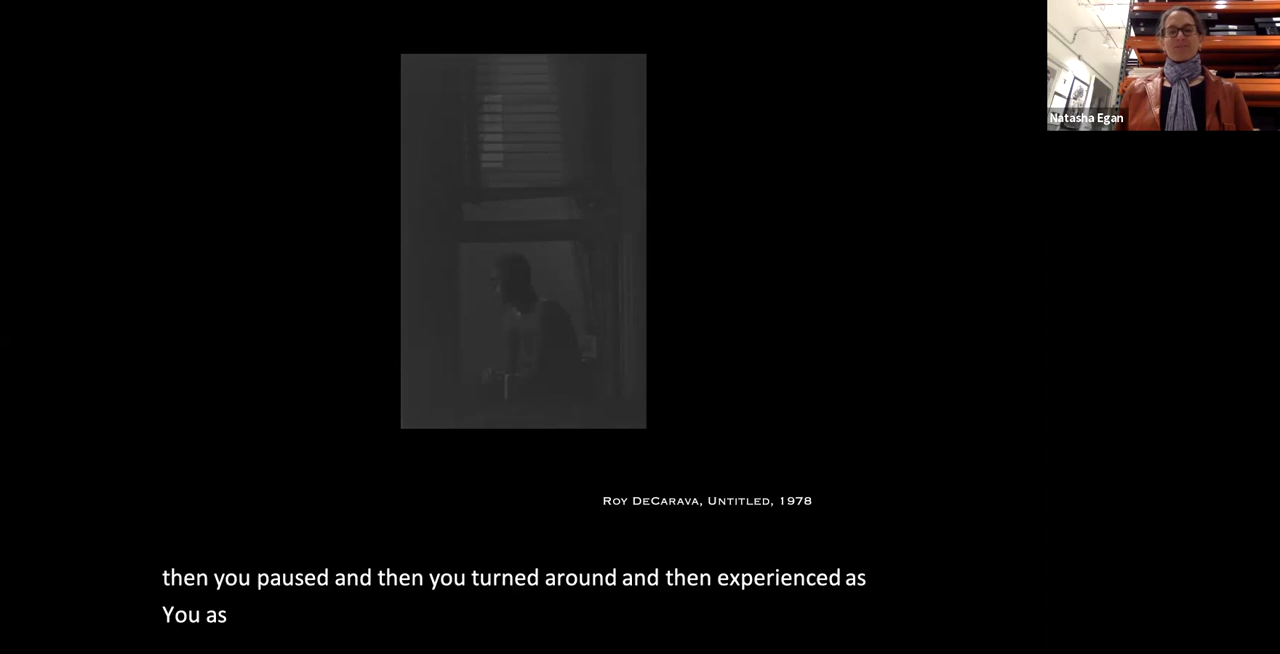 Natasha Egan
Roy DeCarava, Untitled, 1978
then you paused and then you turned around and then experienced as
You as